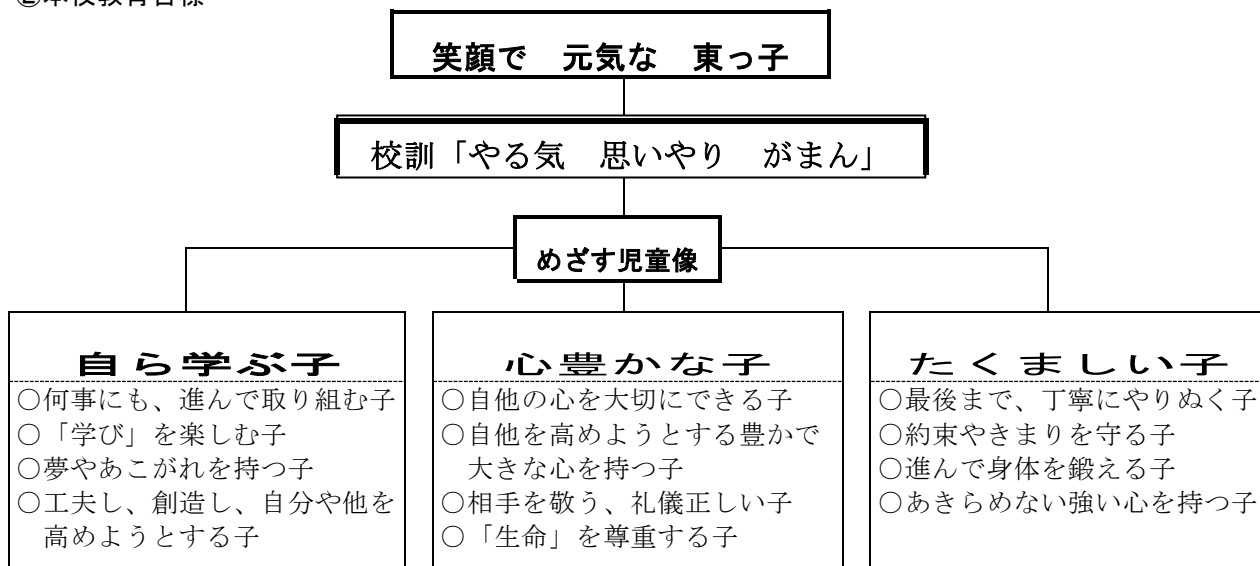 ②本校教育目標
笑顔で　元気な　東っ子
校訓「やる気　思いやり　がまん」
めざす児童像
自ら学ぶ子
○何事にも、進んで取り組む子
○「学び」を楽しむ子
○夢やあこがれを持つ子
○工夫し、創造し、自分や他を
高めようとする子
心豊かな子
○自他の心を大切にできる子
○自他を高めようとする豊かで
大きな心を持つ子
○相手を敬う、礼儀正しい子
○「生命」を尊重する子
たくましい子
○最後まで、丁寧にやりぬく子
○約束やきまりを守る子
○進んで身体を鍛える子
○あきらめない強い心を持つ子